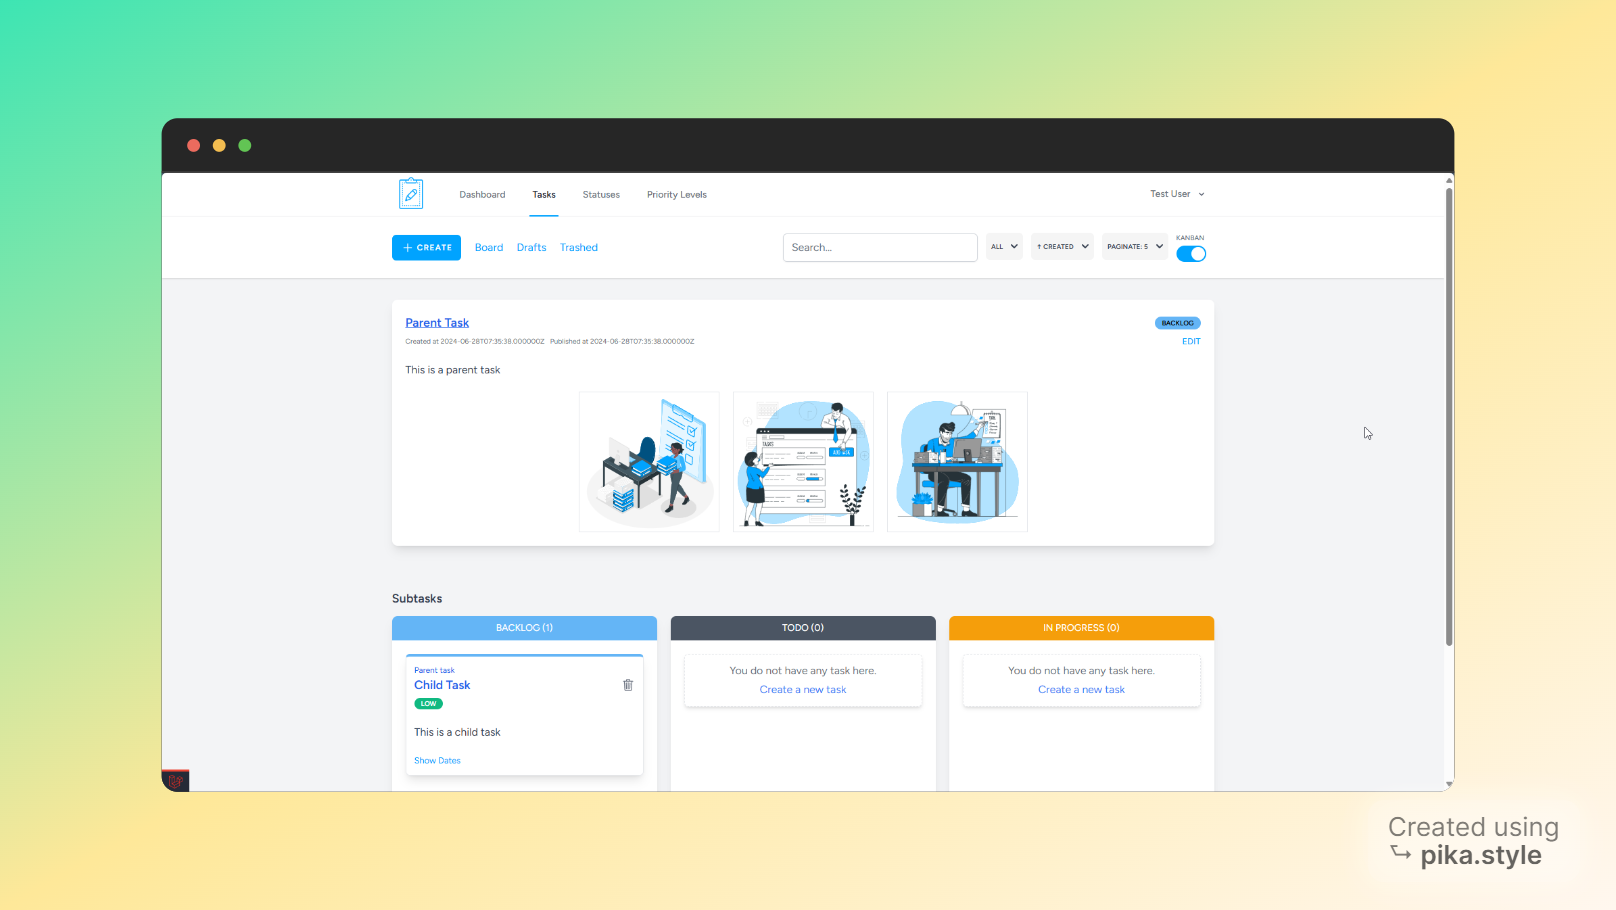 Dashboard
Tasks
Statuses
Priority Levels
Test User
+ CREATE
Board
Drafts
Trashed
Search...
ALL
↑ CREATED
PAGINATE: 5
KANBAN
Parent Task
BACKLOG
Created at 2024-06-28T07:35:38.000000Z Published at 2024-06-28T07:35:38.000000Z
EDIT
This is a parent task
TASKS
Subtasks
BACKLOG (1)
TODO (0)
IN PROGRESS (0)
Parent task
Child Task
LOW
This is a child task
Show Dates
You do not have any task here.
Create a new task
You do not have any task here.
Create a new task
Created using
↪ pika.style